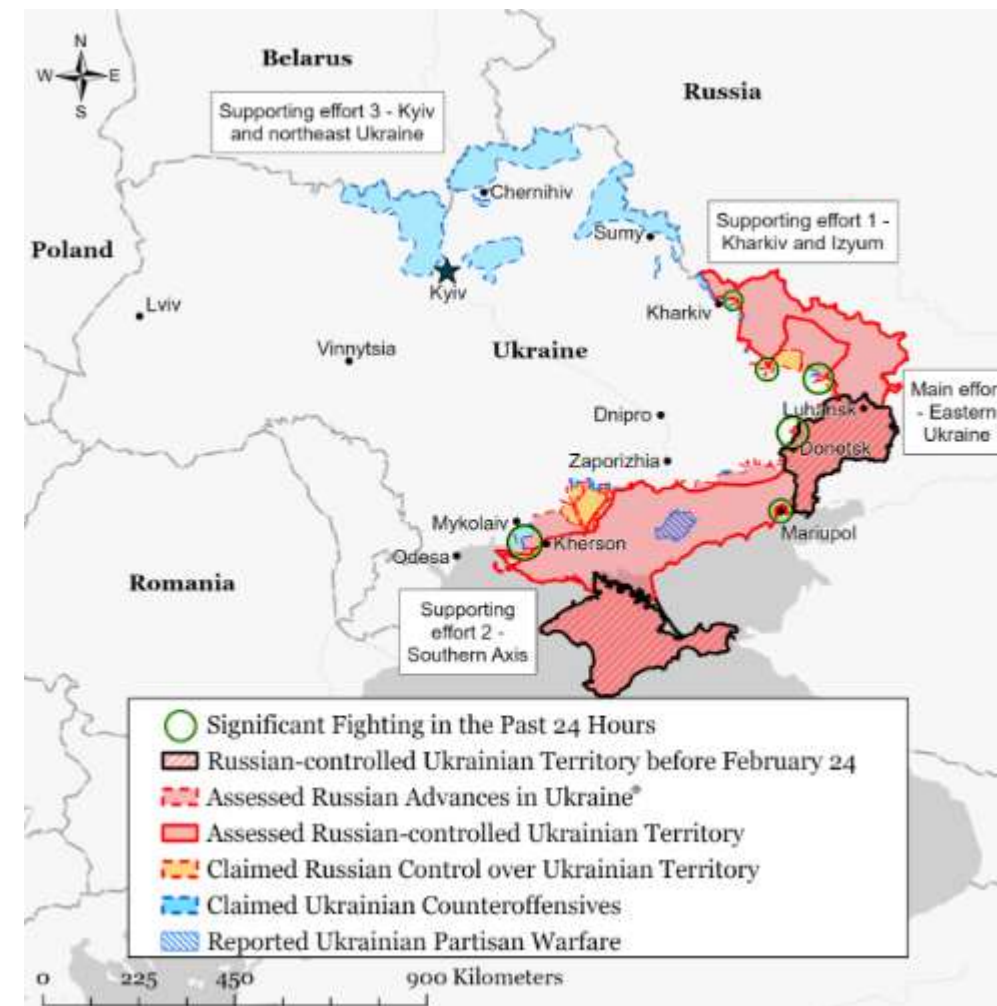 N
W E
S
Belarus
Russia
Supporting effort 3 - Kyiv
and northeast Ukraine
Chernihiv
Sumy
Supporting effort 1 -
Kharkiv and Izyum
Poland
Kyiv
Lviv
Kharkiv
Vinnytsia
Ukraine
Main effor
- Eastern
Ukraine
Luhansk
Dnipro
Donetsk
Zaporizhia
Mykolaiv
Mariupol
Kherson
Odesa
Romania
Supporting
effort 2 -
Southern Axis
Significant Fighting in the Past 24 Hours
Russian-controlled Ukrainian Territory before February 24
Assessed Russian Advances in Ukraine*
Assessed Russian-controlled Ukrainian Territory
Claimed Russian Control over Ukrainian Territory
Claimed Ukrainian Counteroffensives
Reported Ukrainian Partisan Warfare
0 225 450 900 Kilometers